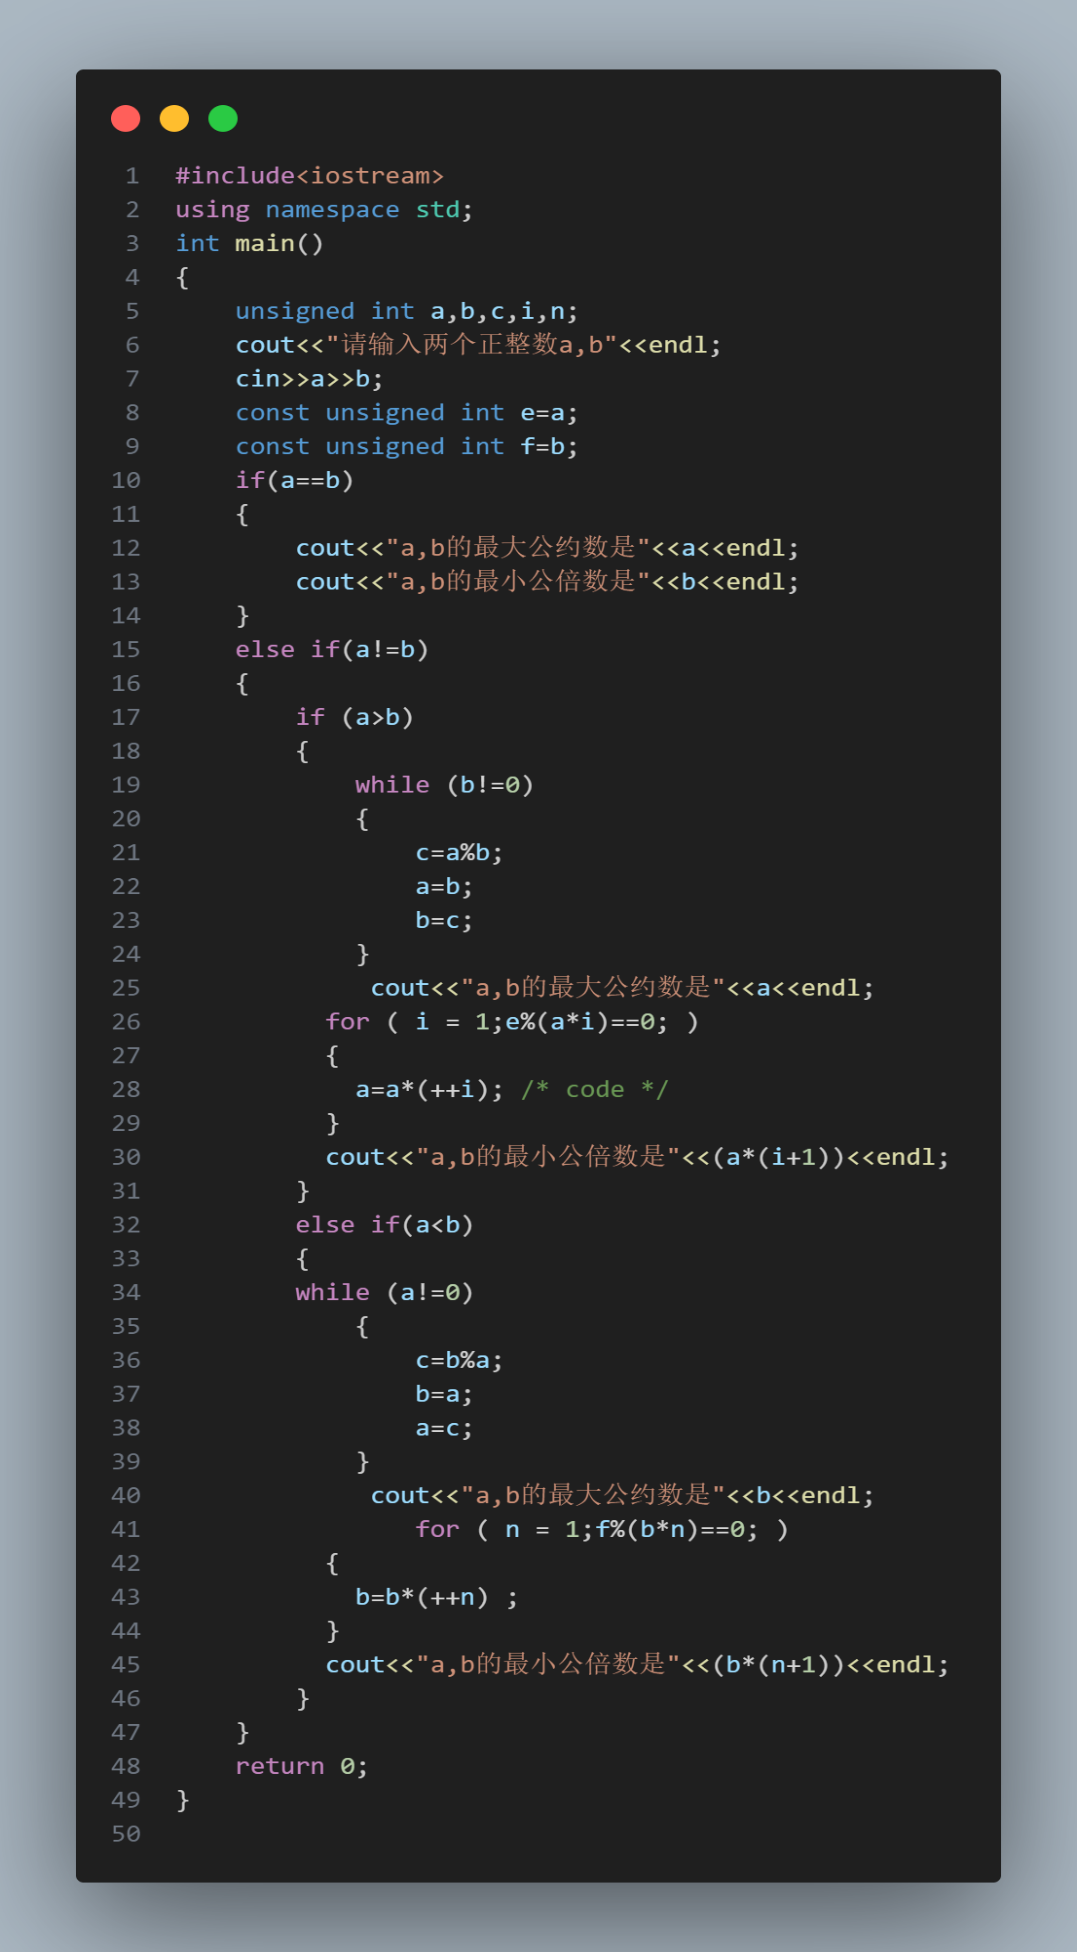 1 #include<iostream>
2 using namespace std;
3 int main()
4 {
5     unsigned int a,b,c,i,n;
6     cout<<"请输入两个正整数a,b"<<endl;
7     cin>>a>>b;
8     const unsigned int e=a;
9     const unsigned int f=b;
10     if(a==b)
11     {
12         cout<<"a,b的最大公约数是"<<a<<endl;
13         cout<<"a,b的最小公倍数是"<<b<<endl;
14     }
15     else if(a!=b)
16     {
17         if (a>b)
18         {
19             while (b!=0)
20             {
21                 c=a%b;
22                 a=b;
23                 b=c;
24             }
25              cout<<"a,b的最大公约数是"<<a<<endl;
26           for ( i = 1;e%(a*i)==0; )
27           {
28             a=a*(++i); /* code */
29           }
30           cout<<"a,b的最小公倍数是"<<(a*(i+1))<<endl;
31         }
32         else if(a<b)
33         {
34         while (a!=0)
35             {
36                 c=b%a;
37                 b=a;
38                 a=c;
39             }
40              cout<<"a,b的最大公约数是"<<b<<endl;
41                 for ( n = 1;f%(b*n)==0; )
42           {
43             b=b*(++n) ;
44           }
45           cout<<"a,b的最小公倍数是"<<(b*(n+1))<<endl;
46         }
47     }
48     return 0;
49 }
50